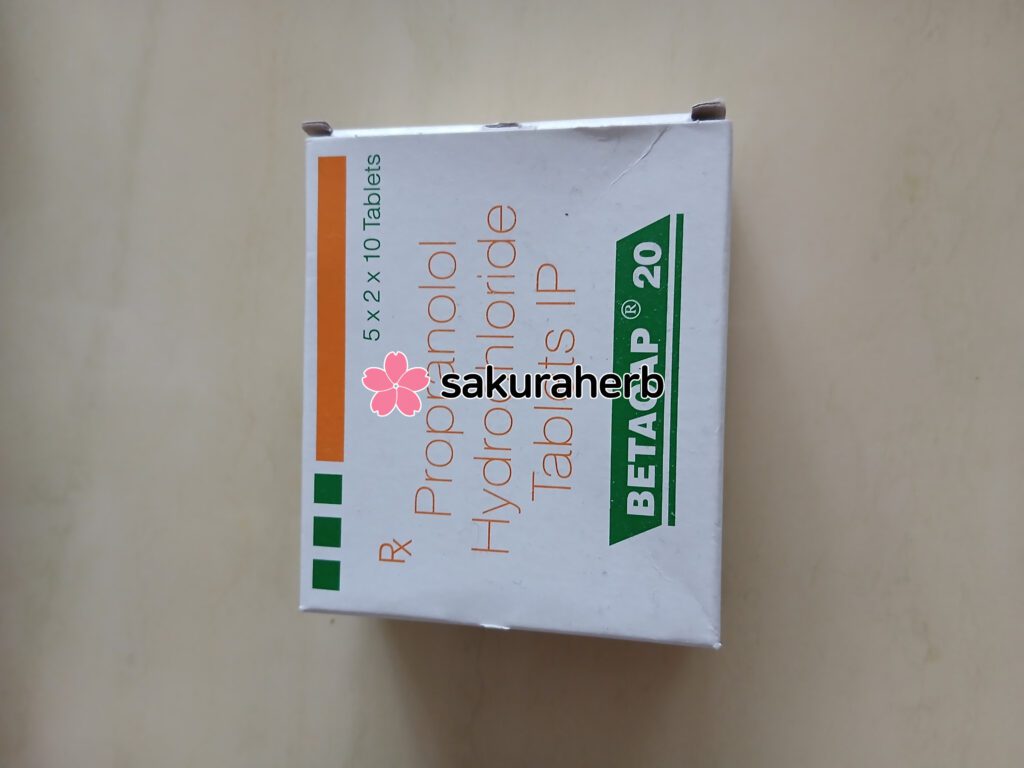 5 x 2 x 10 Tablets
Rx
Propranolol
Hydrochloride
Tablets IP
BETACAP ® 20
sakuraherb